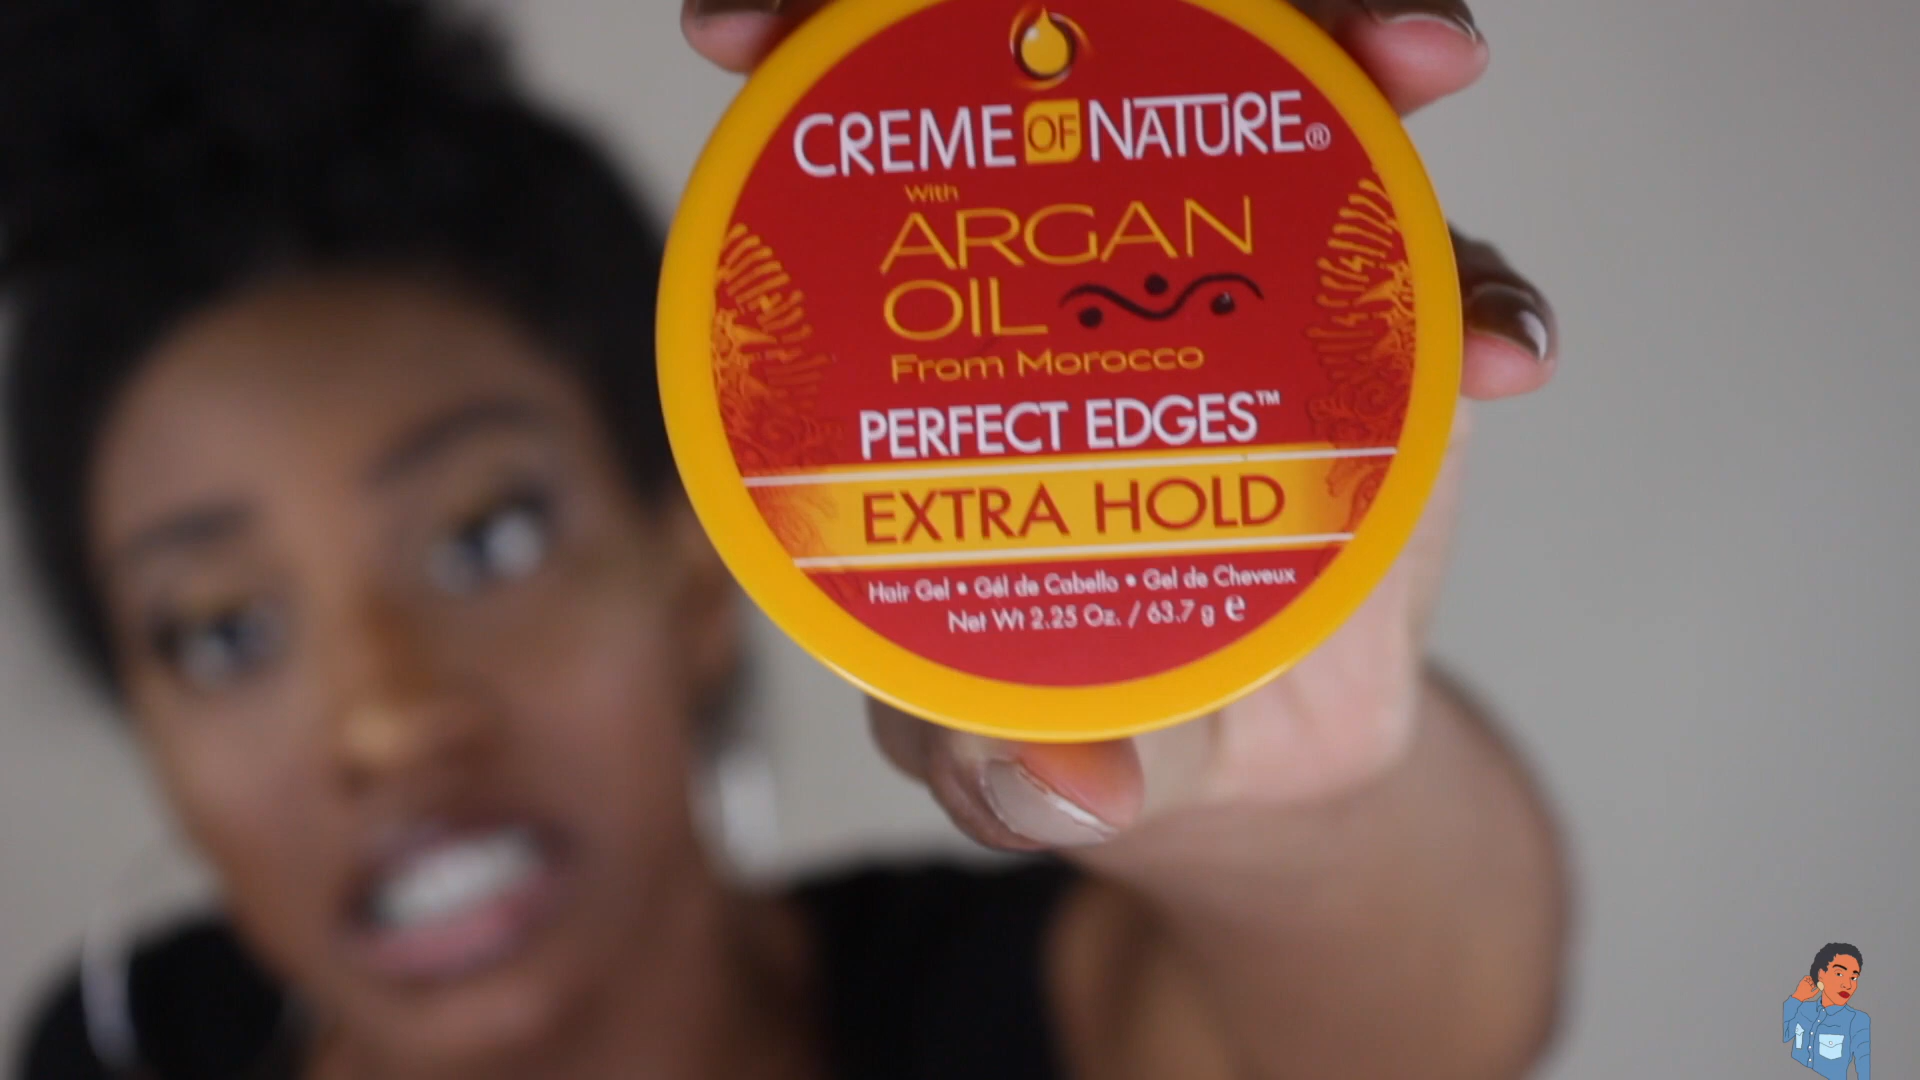 CREME OF NATURE®
With
ARGAN
OIL
From Morocco
PERFECT EDGES™
EXTRA HOLD
Hair Gel • Gél de Cabello • Gel de Cheveux
Net Wt 2.25 Oz. / 63.7 g ℮